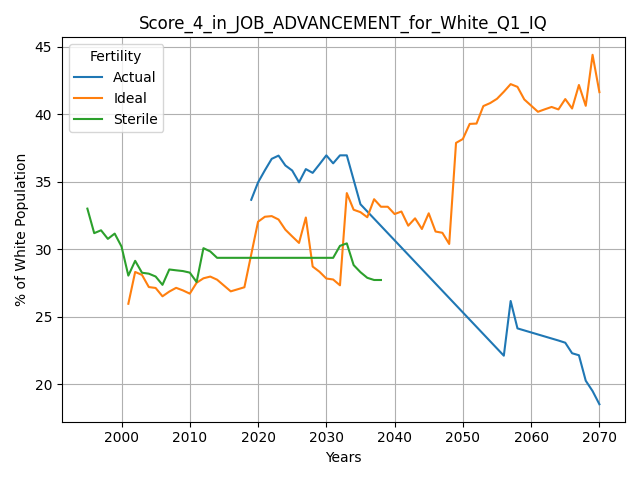 Score_4_in_JOB_ADVANCEMENT_for_White_Q1_IQ
Fertility
Actual
Ideal
Sterile
% of White Population
45
40
35
30
25
20
2000 2010 2020 2030 2040 2050 2060 2070
Years